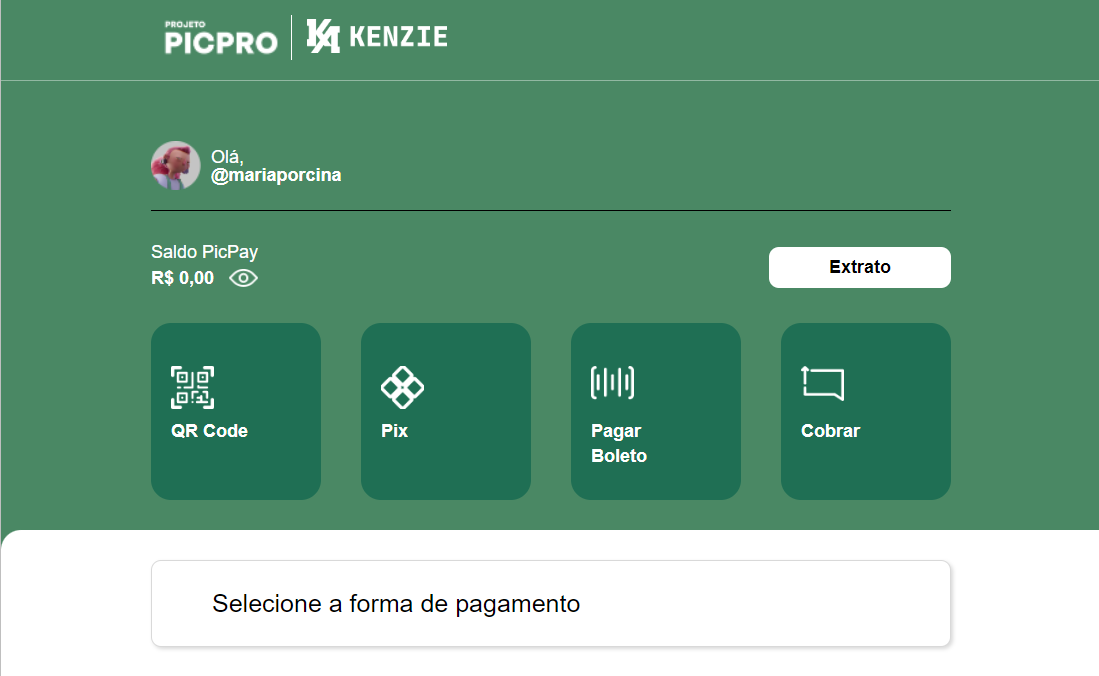 PROJETO
PICPRO
KENZIE
Olá,
@mariaporcina
Saldo PicPay
R$ 0,00
Extrato
QR Code
Pix
Pagar
Boleto
Cobrar
Selecione a forma de pagamento